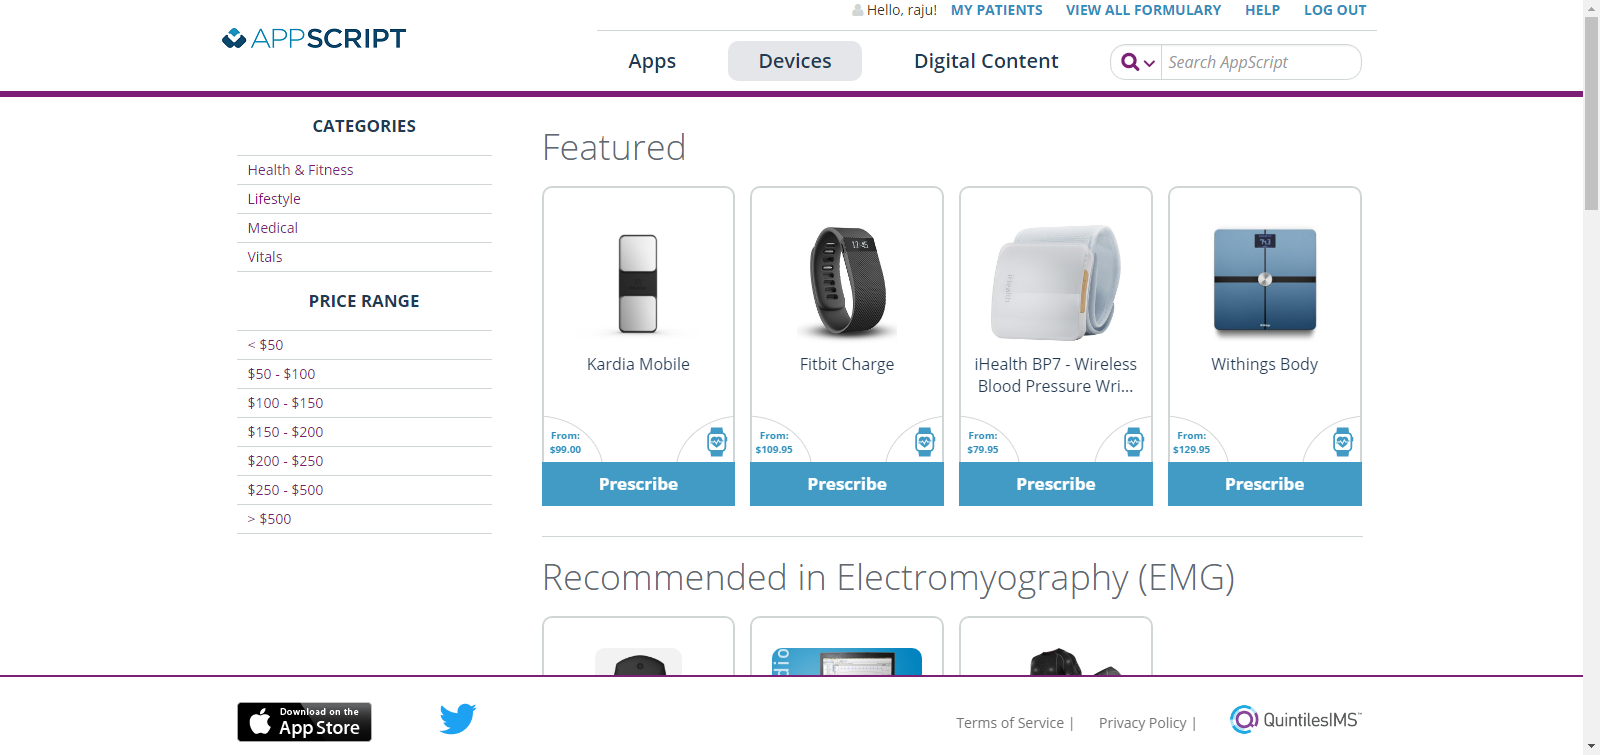 Hello, raju! MY PATIENTS VIEW ALL FORMULARY HELP LOG OUT
APPSCRIPT
Apps Devices Digital Content Search AppScript
CATEGORIES
Health & Fitness
Lifestyle
Medical
Vitals
PRICE RANGE
< $50
$50 - $100
$100 - $150
$150 - $200
$200 - $250
$250 - $500
> $500
Featured
12:45
iHealth
Kardia Mobile
Fitbit Charge
iHealth BP7 - Wireless
Blood Pressure Wri...
Withings Body
From:
$99.00
From:
$109.95
From:
$79.95
From:
$129.95
Prescribe
Prescribe
Prescribe
Prescribe
Recommended in Electromyography (EMG)
Download on the
App Store
Terms of Service |
Privacy Policy |
QuintilesIMS™